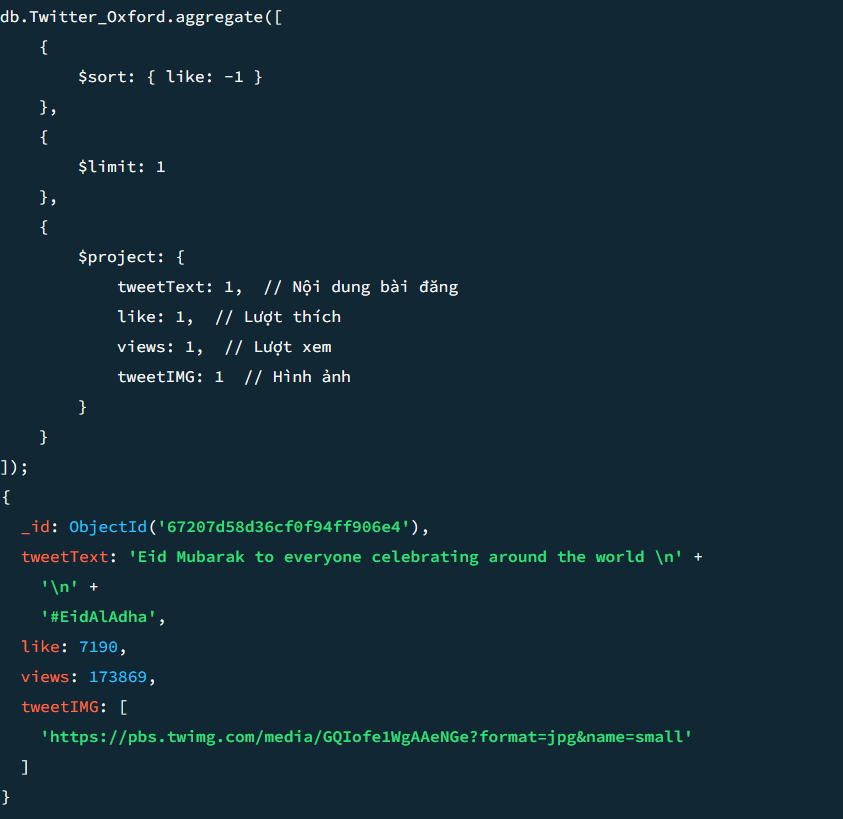 db.Twitter_Oxford.aggregate([
    {
        $sort: { like: -1 }
    },
    {
        $limit: 1
    },
    {
        $project: {
            tweetText: 1,  // Nội dung bài đăng
            like: 1,  // Lượt thích
            views: 1,  // Lượt xem
            tweetIMG: 1  // Hình ảnh
        }
    }
]);
{
  _id: ObjectId('67207d58d36cf0f94ff906e4'),
  tweetText: 'Eid Mubarak to everyone celebrating around the world \n' +
    '\n' +
    '#EidAlAdha',
  like: 7190,
  views: 173869,
  tweetIMG: [
    'https://pbs.twimg.com/media/GQIofe1WgAAeNGe?format=jpg&name=small'
  ]
}